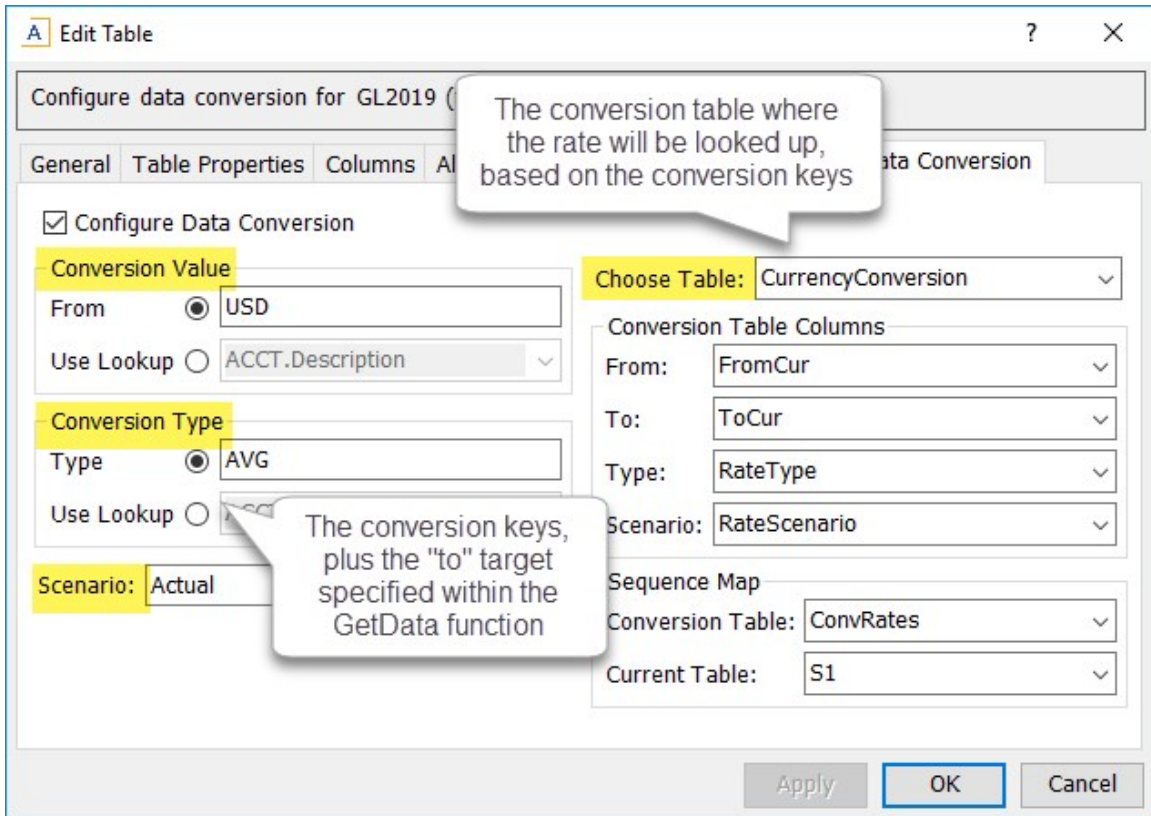 A Edit Table ? ×
Configure data conversion for GL2019 (
The conversion table where
the rate will be looked up,
based on the conversion keys
General Table Properties Columns Al
Data Conversion
Configure Data Conversion
Conversion Value
From USD
Use Lookup ACCT.Description
Conversion Type
Type AVG
Use Lookup
The conversion keys,
plus the "to" target
specified within the
GetData function
Scenario: Actual
Choose Table: CurrencyConversion
Conversion Table Columns
From: FromCur
To: ToCur
Type: RateType
Scenario: RateScenario
Sequence Map
Conversion Table: ConvRates
Current Table: S1
Apply OK Cancel